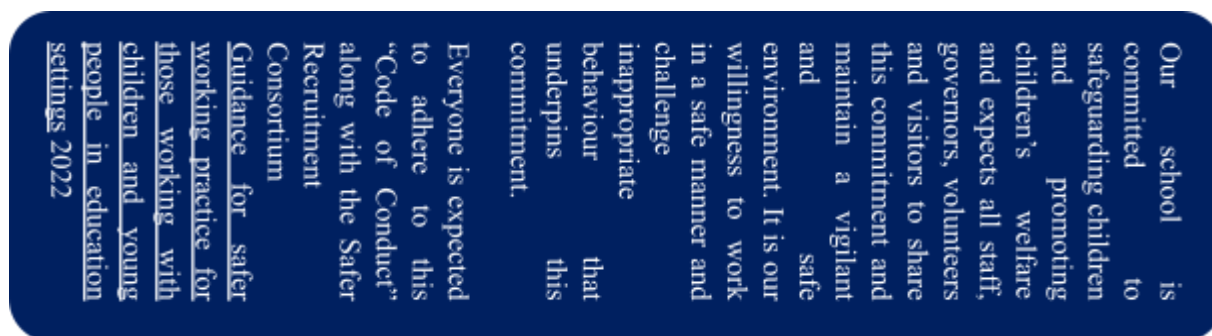 Our school is
committed to
safeguarding children
and promoting
children’s welfare
and expects all staff,
governors, volunteers
and visitors to share
this commitment and
maintain a vigilant
and safe
environment. It is our
willingness to work
in a safe manner and
challenge
inappropriate
behaviour that
underpins this
commitment.
Everyone is expected
to adhere to this
“Code of Conduct”
along with the Safer
Recruitment
Consortium
Guidance for safer
working practice for
those working with
children and young
people in education
settings 2022